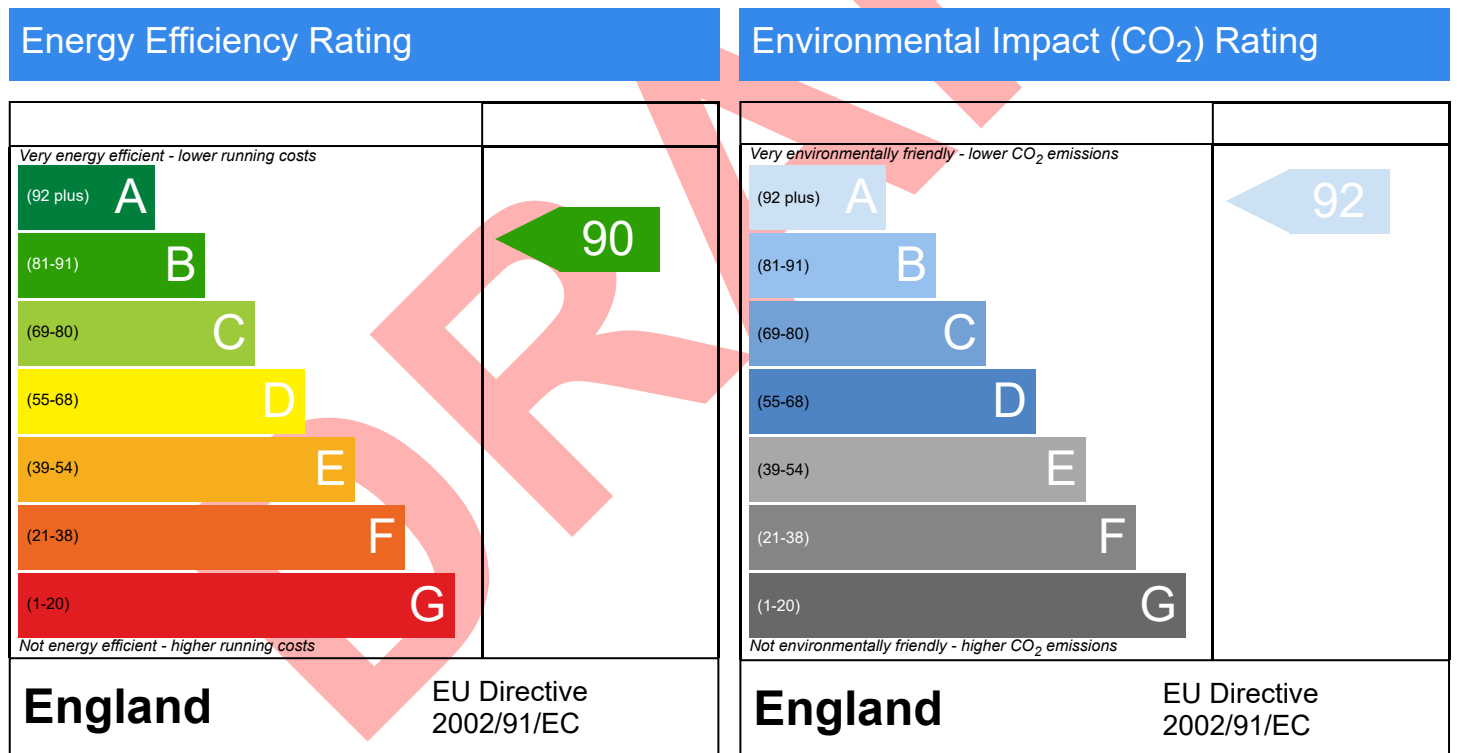 Energy Efficiency Rating
Very energy efficient - lower running costs
(92 plus) A
(81-91) B
(69-80) C
(55-68) D
(39-54) E
(21-38) F
(1-20) G
Not energy efficient - higher running costs
90
England
EU Directive
2002/91/EC
Environmental Impact (CO₂) Rating
Very environmentally friendly - lower CO₂ emissions
(92 plus) A
(81-91) B
(69-80) C
(55-68) D
(39-54) E
(21-38) F
(1-20) G
Not environmentally friendly - higher CO₂ emissions
92
England
EU Directive
2002/91/EC